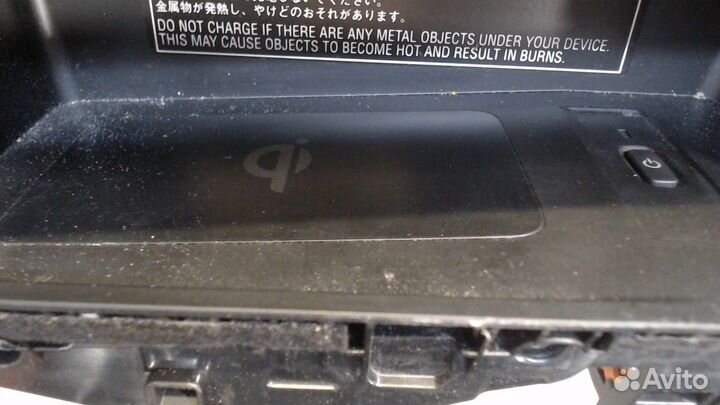 金属物が発熱し、やけどのおそれがあります。
DO NOT CHARGE IF THERE ARE ANY METAL OBJECTS UNDER YOUR DEVICE.
THIS MAY CAUSE OBJECTS TO BECOME HOT AND RESULT IN BURNS.
qi
Avito